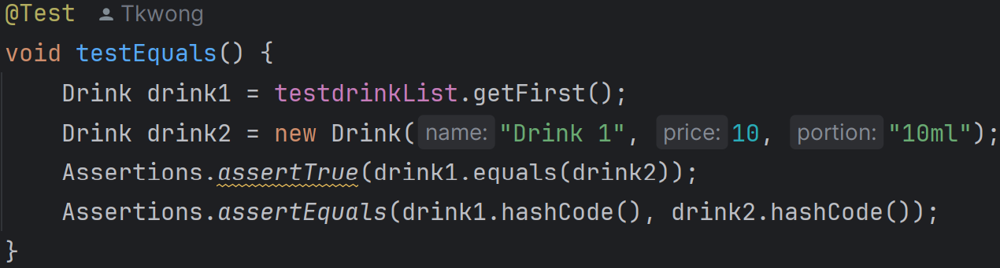 @Test Tkwong
void testEquals() {
Drink drink1 = testdrinkList.getFirst();
Drink drink2 = new Drink( name: "Drink 1", price: 10, portion: "10ml");
Assertions.assertTrue(drink1.equals(drink2));
Assertions.assertEquals(drink1.hashCode(), drink2.hashCode());
}